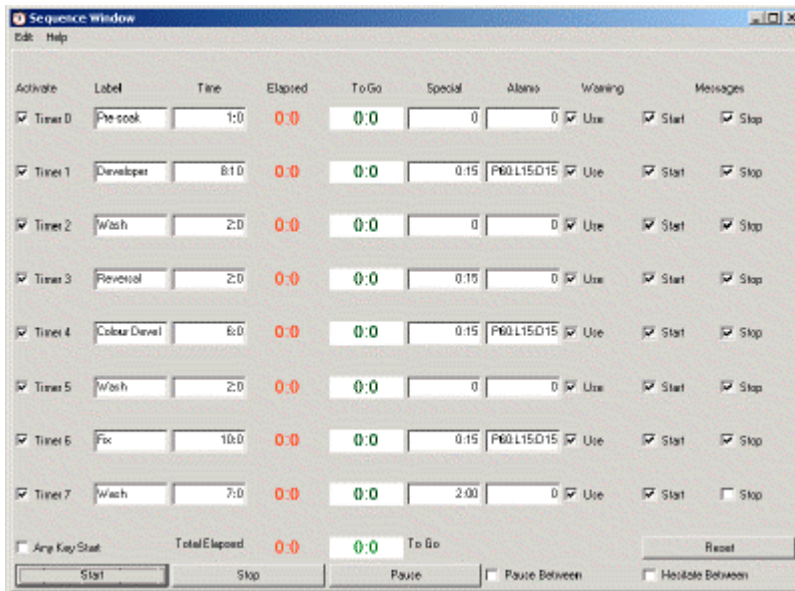 Sequence Window
Edit Help
Activate Label Time Elapsed To Go Special Alarms Warning Messages
Timer 0 Pre-soak 1:0 0:0 0:0 0 0 Use Start Stop
Timer 1 Developer 8:10 0:0 0:0 0:15 P60:L15:D15 Use Start Stop
Timer 2 Wash 2:0 0:0 0:0 0 0 Use Start Stop
Timer 3 Reversal 2:0 0:0 0:0 0:15 0 Use Start Stop
Timer 4 Colour Devel 6:0 0:0 0:0 0:15 P60:L15:D15 Use Start Stop
Timer 5 Wash 2:0 0:0 0:0 0 0 Use Start Stop
Timer 6 Fix 10:0 0:0 0:0 0:15 P60:L15:D15 Use Start Stop
Timer 7 Wash 7:0 0:0 0:0 2:00 0 Use Start Stop
Any Key Start Total Elapsed 0:0 0:0 To Go Reset
Start Stop Pause Pause Between Hesitate Between